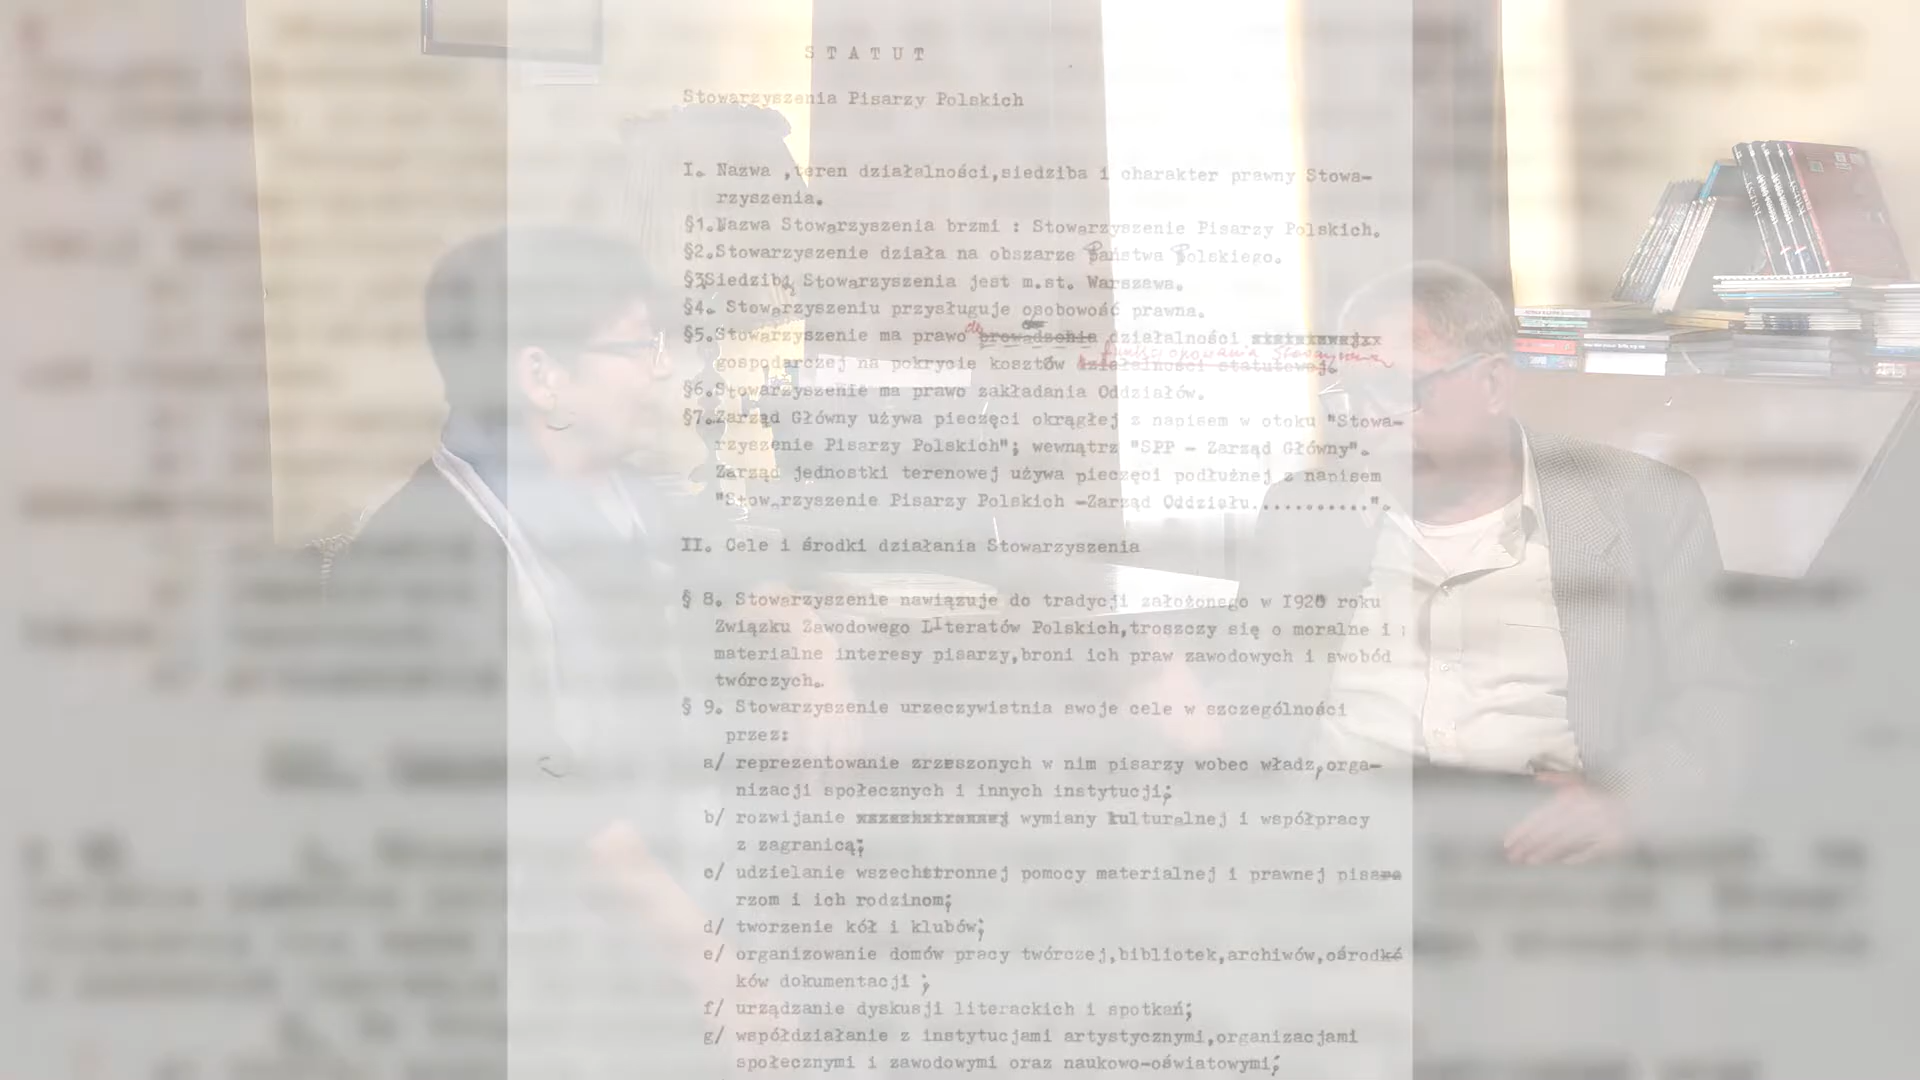 S T A T U T
Stowarzyszenia Pisarzy Polskich
I. Nazwa ,teren działalności,siedziba i charakter prawny Stowa-
rzyszenia.
§1.Nazwa Stowarzyszenia brzmi : Stowarzyszenie Pisarzy Polskich.
§2.Stowarzyszenie działa na obszarze Państwa Polskiego.
§3Siedzibą Stowarzyszenia jest m.st. Warszawa.
§4. Stowarzyszeniu przysługuje osobowość prawna.
§5.Stowarzyszenie ma prawo do prowadzenia działalności
funkcjonowania Stowarzyszenia
gospodarczej na pokrycie kosztów działalności statutowej.
§6.Stowarzyszenie ma prawo zakładania Oddziałów.
§7.Zarząd Główny używa pieczęci okrągłej z napisem w otoku "Stowa-
rzyszenie Pisarzy Polskich"; wewnątrz "SPP - Zarząd Główny".
Zarząd jednostki terenowej używa pieczęci podłużnej z napisem
"Stowarzyszenie Pisarzy Polskich -Zarząd Oddziału...........".
II. Cele i środki działania Stowarzyszenia
§ 8. Stowarzyszenie nawiązuje do tradycji założonego w 1920 roku
Związku Zawodowego LIteratów Polskich,troszczy się o moralne i
materialne interesy pisarzy,broni ich praw zawodowych i swobód
twórczych.
§ 9. Stowarzyszenie urzeczywistnia swoje cele w szczególności
przez:
a/ reprezentowanie zrzeszonych w nim pisarzy wobec władz,orga-
nizacji społecznych i innych instytucji;
b/ rozwijanie wymiany kulturalnej i współpracy
z zagranicą;
c/ udzielanie wszechstronnej pomocy materialnej i prawnej pisa
rzom i ich rodzinom;
d/ tworzenie kół i klubów;
e/ organizowanie domów pracy twórczej,bibliotek,archiwów,ośrod
ków dokumentacji ;
f/ urządzanie dyskusji literackich i spotkań;
g/ współdziałanie z instytucjami artystycznymi,organizacjami
społecznymi i zawodowymi oraz naukowo-oświatowymi;